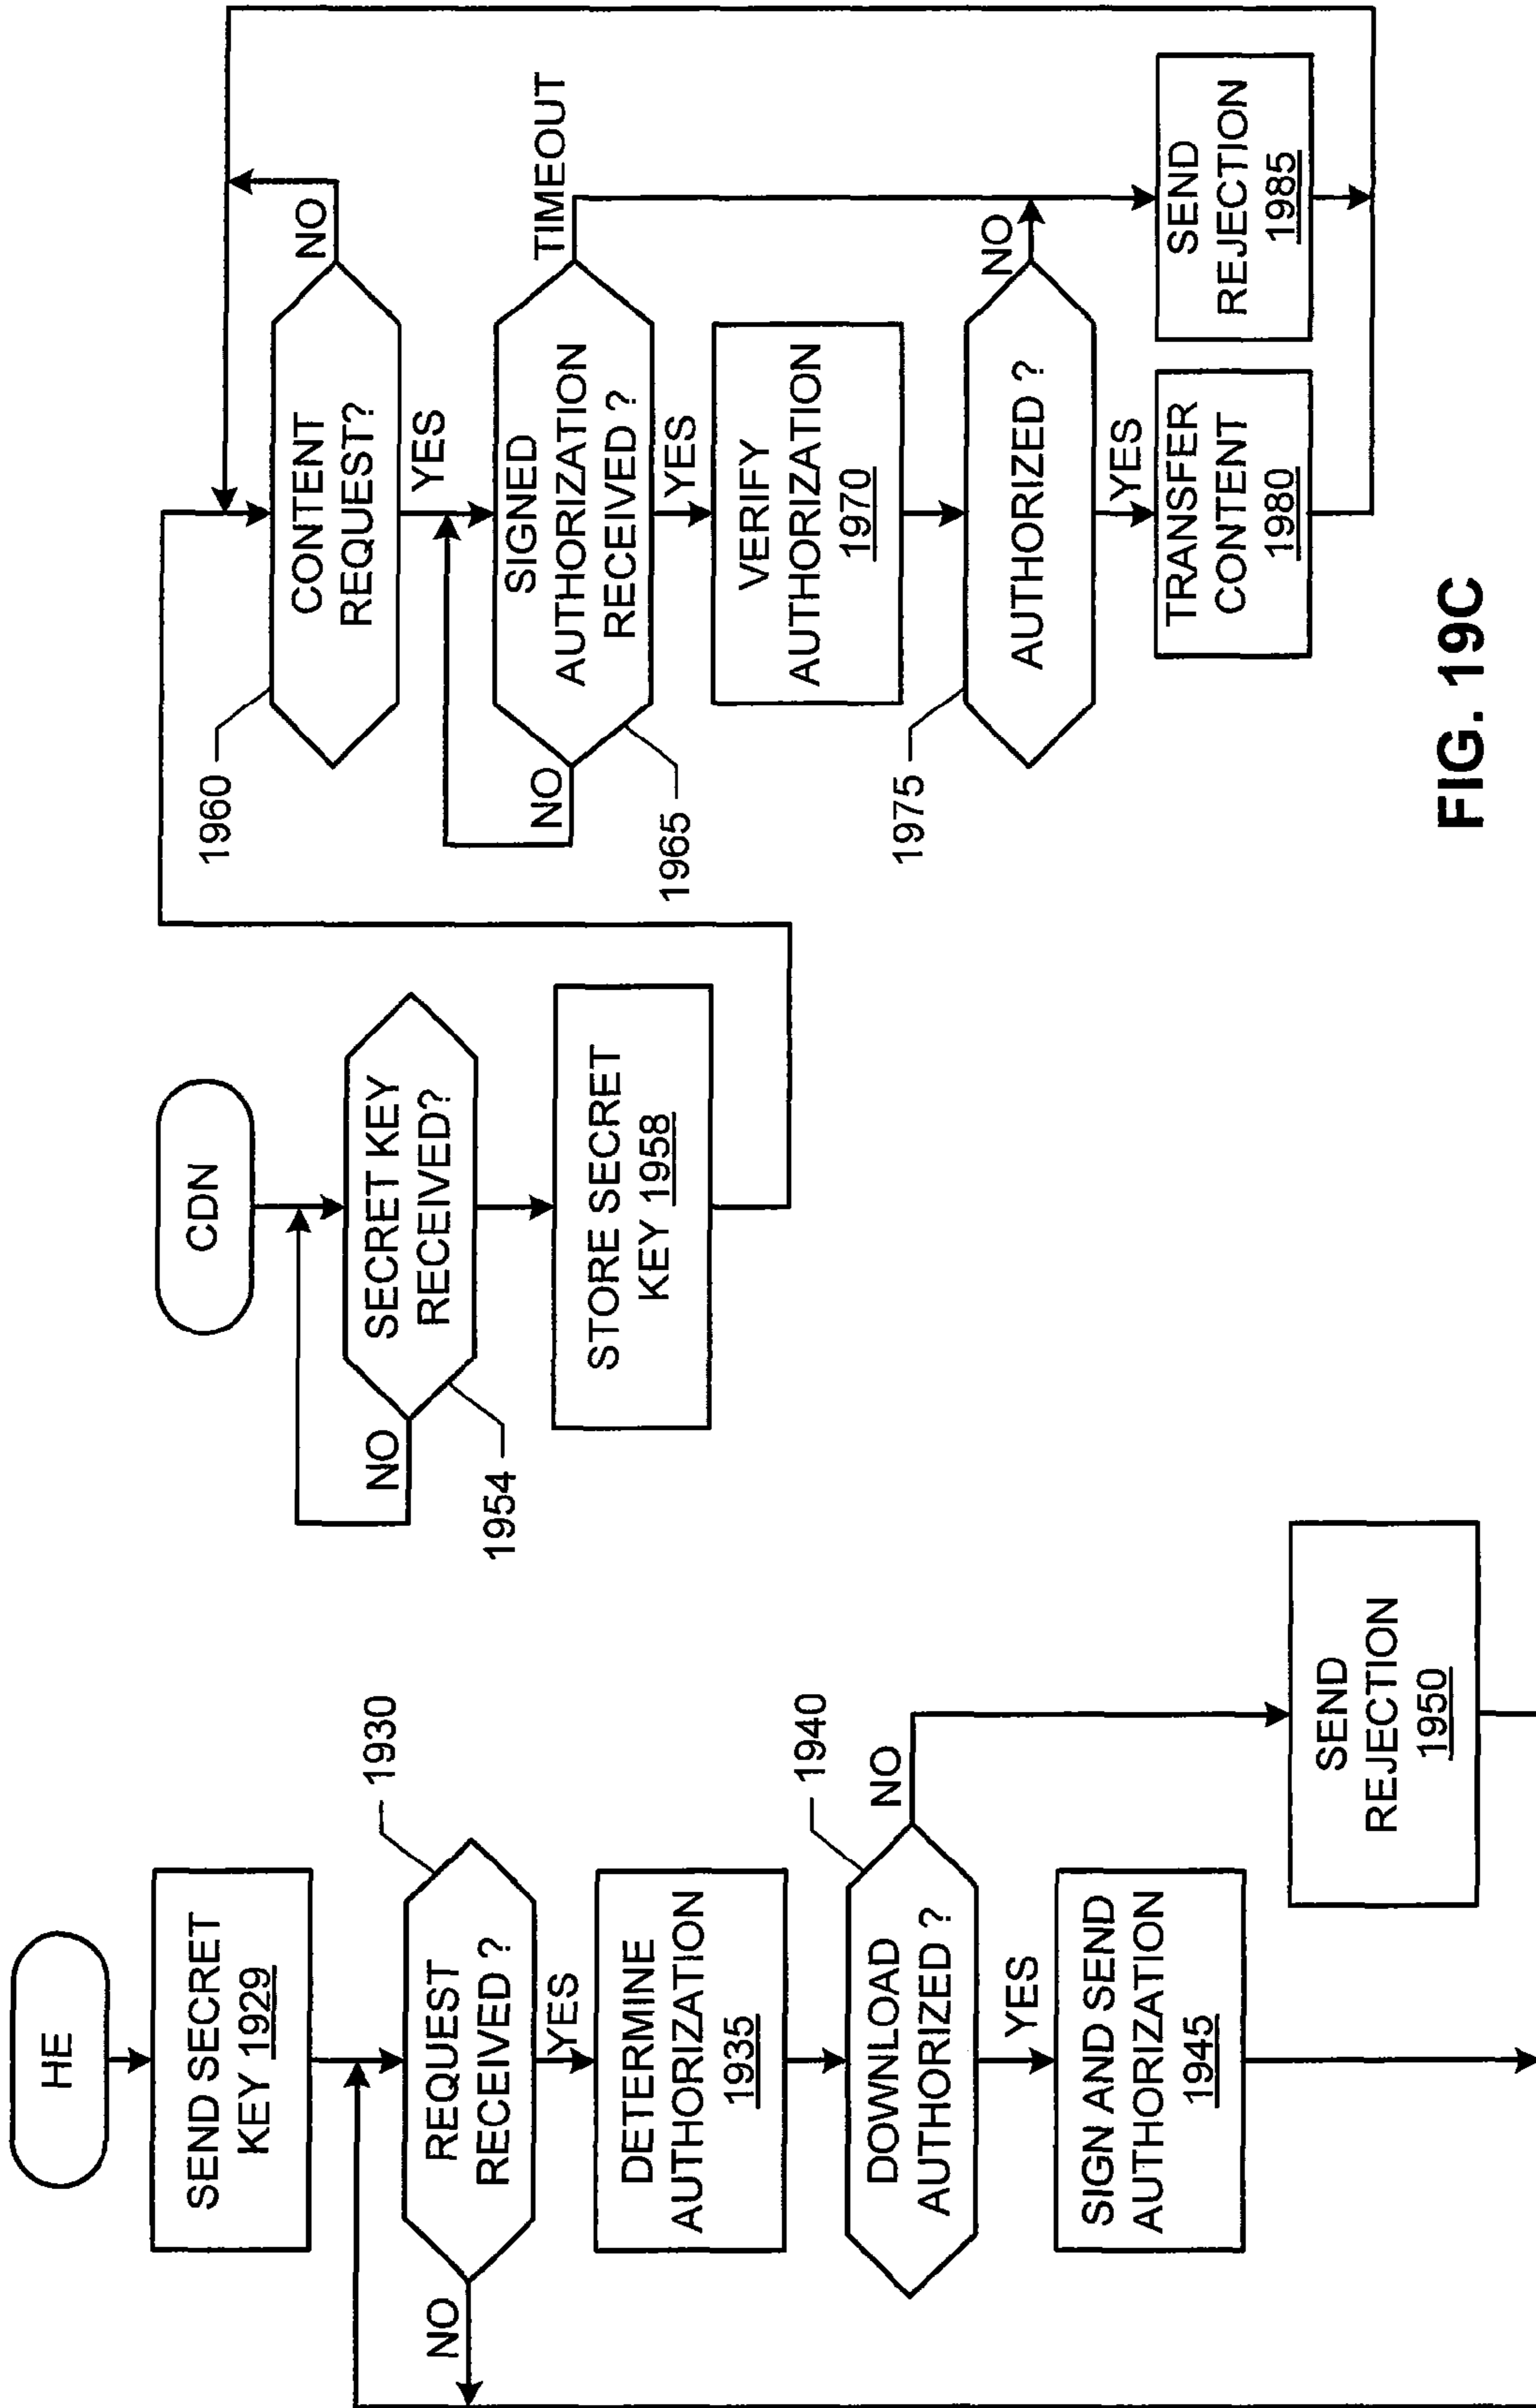 HE
SEND SECRET
KEY 1929
1930
REQUEST
RECEIVED ?
NO
YES
DETERMINE
AUTHORIZATION
1935
1940
DOWNLOAD
AUTHORIZED ?
NO
YES
SIGN AND SEND
AUTHORIZATION
1945
SEND
REJECTION
1950
CDN
SECRET KEY
RECEIVED?
NO
1954
STORE SECRET
KEY 1958
1960
CONTENT
REQUEST?
NO
YES
SIGNED
AUTHORIZATION
RECEIVED ?
TIMEOUT
NO
1965
YES
VERIFY
AUTHORIZATION
1970
1975
AUTHORIZED ?
NO
YES
TRANSFER
CONTENT
1980
SEND
REJECTION
1985
FIG. 19C